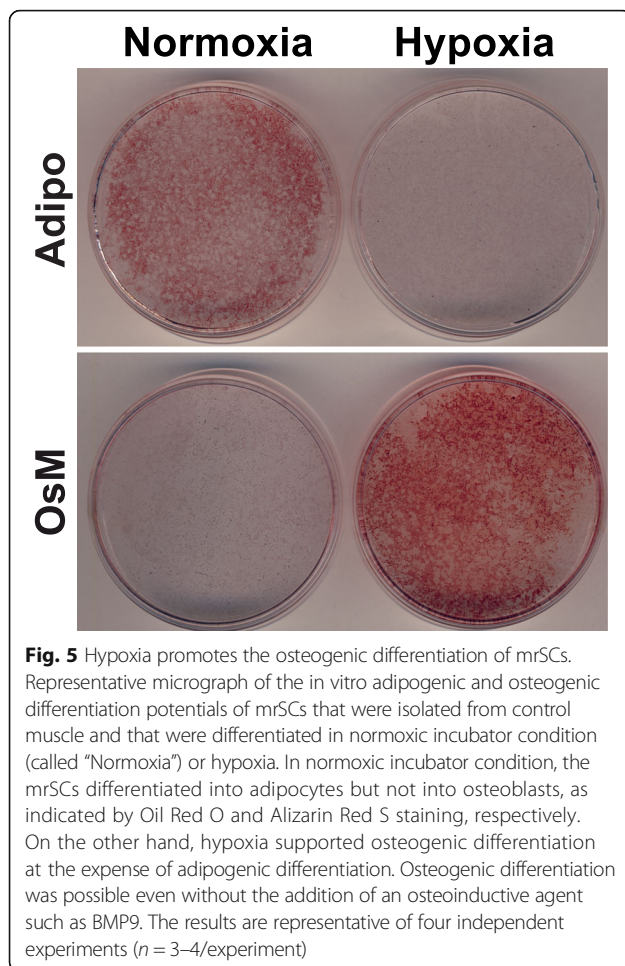 Normoxia Hypoxia
Adipo
OsM
Fig. 5 Hypoxia promotes the osteogenic differentiation of mrSCs.
Representative micrograph of the in vitro adipogenic and osteogenic
differentiation potentials of mrSCs that were isolated from control
muscle and that were differentiated in normoxic incubator condition
(called “Normoxia”) or hypoxia. In normoxic incubator condition, the
mrSCs differentiated into adipocytes but not into osteoblasts, as
indicated by Oil Red O and Alizarin Red S staining, respectively.
On the other hand, hypoxia supported osteogenic differentiation
at the expense of adipogenic differentiation. Osteogenic differentiation
was possible even without the addition of an osteoinductive agent
such as BMP9. The results are representative of four independent
experiments (n = 3–4/experiment)